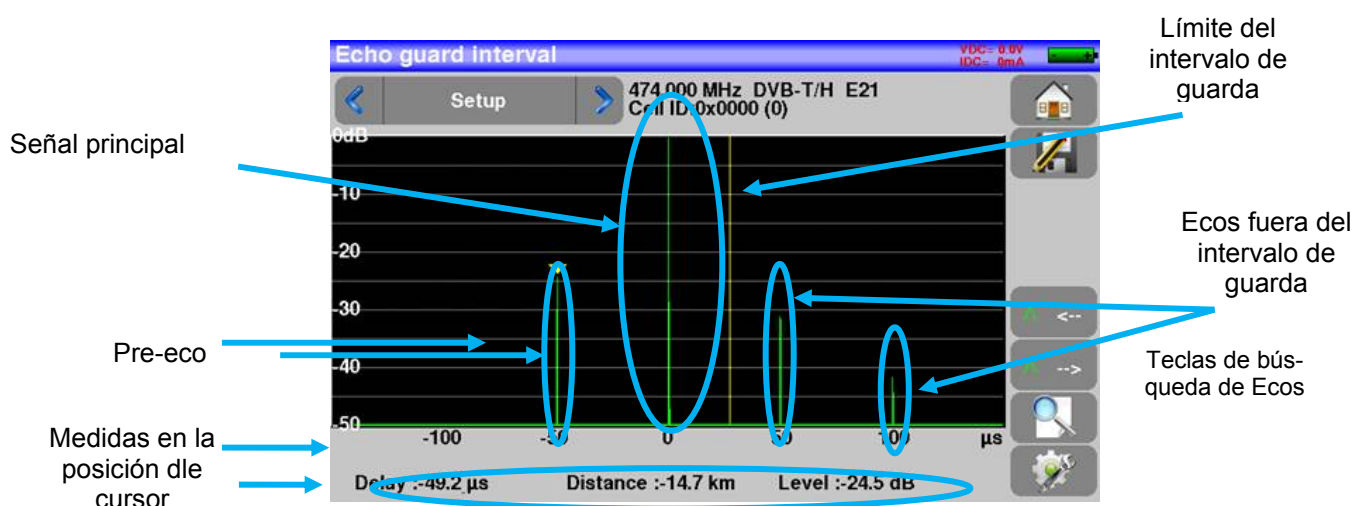 Límite del
intervalo de
guarda
Echo guard interval
VDC= 0.0V
IDC= 0mA
Setup
474.000 MHz DVB-T/H E21
Cell ID:0x0000 (0)
Señal principal
0dB
-10
-20
-30
-40
-50
Ecos fuera del
intervalo de
guarda
<--
-->
Pre-eco
Teclas de bús-
queda de Ecos
-100 -50 0 50 100 µs
Medidas en la
posición dle
cursor
Delay :-49.2 µs Distance :-14.7 km Level :-24.5 dB